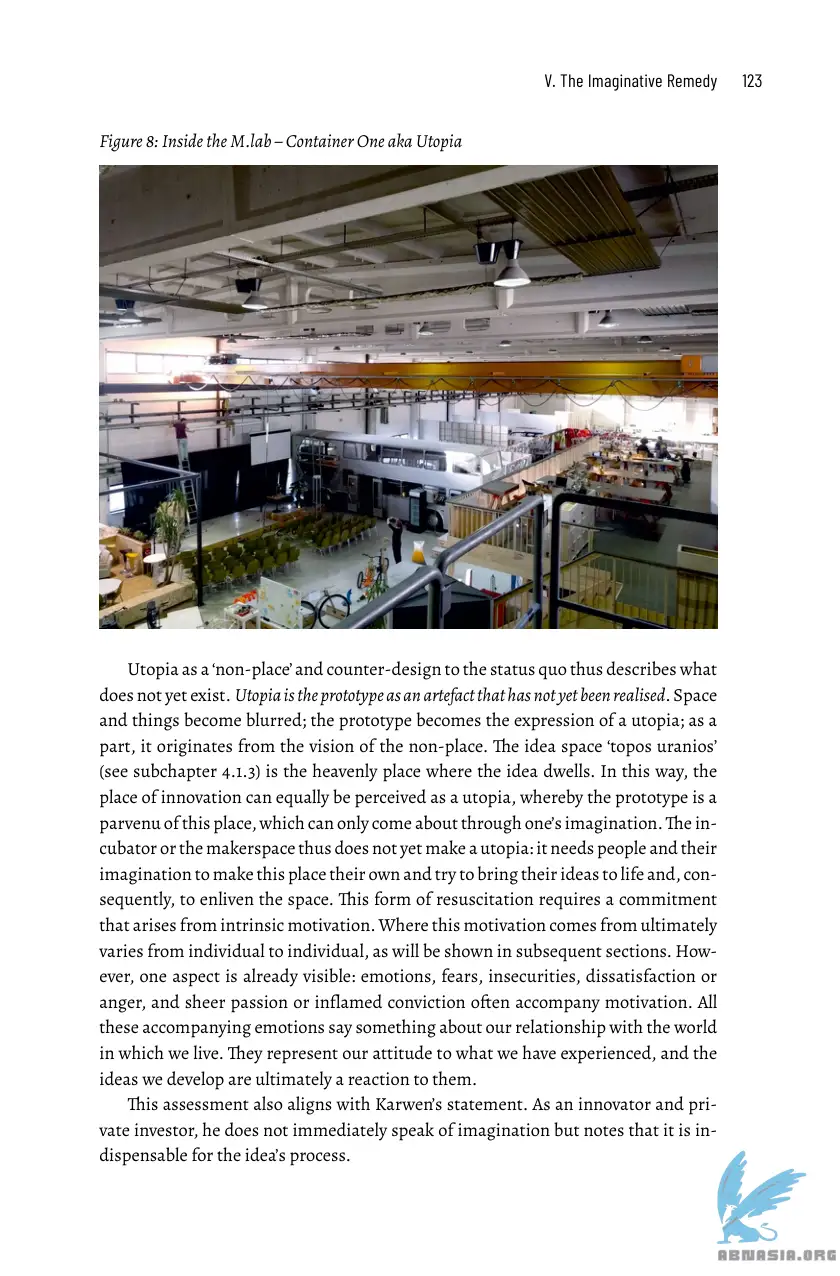 V. The Imaginative Remedy 123
Figure 8: Inside the M.lab – Container One aka Utopia
Utopia as a ‘non-place’ and counter-design to the status quo thus describes what
does not yet exist. Utopia is the prototype as an artefact that has not yet been realised. Space
and things become blurred; the prototype becomes the expression of a utopia; as a
part, it originates from the vision of the non-place. The idea space ‘topos uranios’
(see subchapter 4.1.3) is the heavenly place where the idea dwells. In this way, the
place of innovation can equally be perceived as a utopia, whereby the prototype is a
parvenu of this place, which can only come about through one’s imagination. The in-
cubator or the makerspace thus does not yet make a utopia: it needs people and their
imagination to make this place their own and try to bring their ideas to life and, con-
sequently, to enliven the space. This form of resuscitation requires a commitment
that arises from intrinsic motivation. Where this motivation comes from ultimately
varies from individual to individual, as will be shown in subsequent sections. How-
ever, one aspect is already visible: emotions, fears, insecurities, dissatisfaction or
anger, and sheer passion or inflamed conviction often accompany motivation. All
these accompanying emotions say something about our relationship with the world
in which we live. They represent our attitude to what we have experienced, and the
ideas we develop are ultimately a reaction to them.
This assessment also aligns with Karwen’s statement. As an innovator and pri-
vate investor, he does not immediately speak of imagination but notes that it is in-
dispensable for the idea’s process.
ABNASIA.ORG